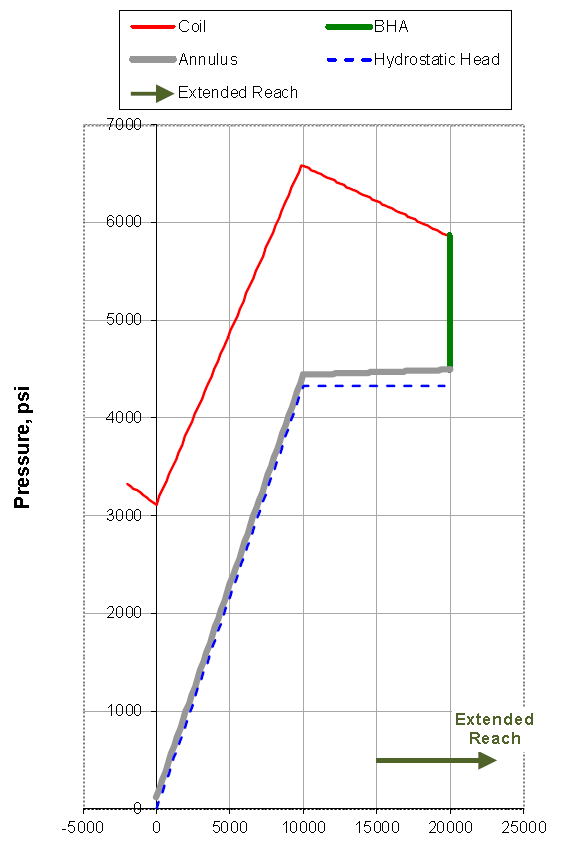 Coil
BHA
Annulus
Hydrostatic Head
Extended Reach
7000
6000
5000
4000
3000
2000
1000
0
Pressure, psi
Extended
Reach
-5000 0 5000 10000 15000 20000 25000